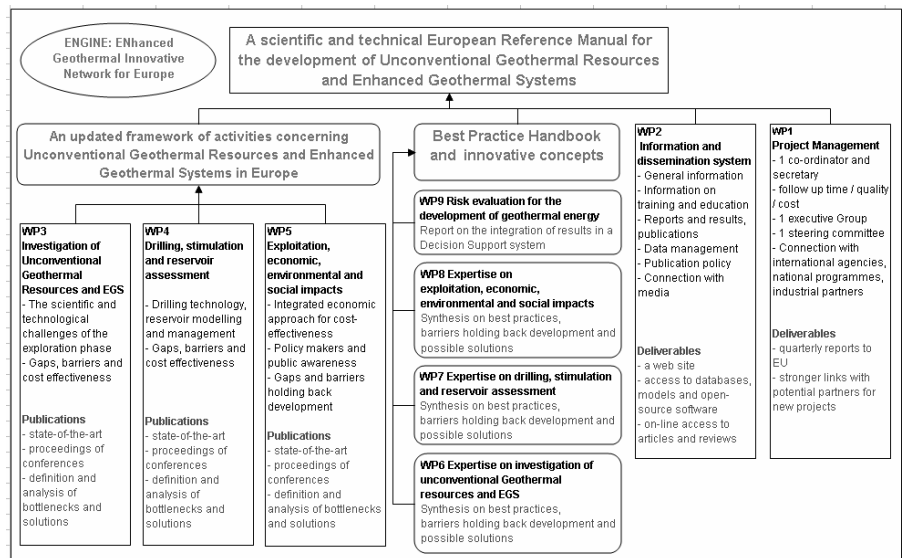 ENGINE: ENhanced
Geothermal Innovative
Network for Europe
A scientific and technical European Reference Manual for
the development of Unconventional Geothermal Resources
and Enhanced Geothermal Systems
An updated framework of activities concerning
Unconventional Geothermal Resources and Enhanced
Geothermal Systems in Europe
WP3
Investigation of
Unconventional
Geothermal
Resources and EGS
- The scientific and
technological
challenges of the
exploration phase
- Gaps, barriers and
cost effectiveness
Publications
- state-of-the-art
- proceedings of
conferences
- definition and
analysis of
bottlenecks and
solutions
WP4
Drilling, stimulation
and reservoir
assessment
- Drilling technology,
reservoir modelling
and management
- Gaps, barriers and
cost effectiveness
Publications
- state-of-the-art
- proceedings of
conferences
- definition and
analysis of
bottlenecks and
solutions
WP5
Exploitation,
economic,
environmental and
social impacts
- Integrated economic
approach for cost-
effectiveness
- Policy makers and
public awareness
- Gaps and barriers
holding back
development
Publications
- state-of-the-art
- proceedings of
conferences
- definition and
analysis of bottlenecks
and solutions
Best Practice Handbook
and innovative concepts
WP9 Risk evaluation for the
development of geothermal energy
Report on the integration of results in a
Decision Support system
WP8 Expertise on
exploitation, economic,
environmental and social impacts
Synthesis on best practices,
barriers holding back development and
possible solutions
WP7 Expertise on drilling, stimulation
and reservoir assessment
Synthesis on best practices,
barriers holding back development and
possible solutions
WP6 Expertise on investigation of
unconventional Geothermal
resources and EGS
Synthesis on best practices,
barriers holding back development and
possible solutions
WP2
Information and
dissemination system
- General information
- Information on
training and education
- Reports and results,
publications
- Data management
- Publication policy
- Connection with
media
Deliverables
- a web site
- access to databases,
models and open-
source software
- on-line access to
articles and reviews
WP1
Project Management
- 1 co-ordinator and
secretary
- follow up time / quality
/ cost
- 1 executive Group
- 1 steering committee
- Connection with
international agencies,
national programmes,
industrial partners
Deliverables
- quarterly reports to
EU
- stronger links with
potential partners for
new projects